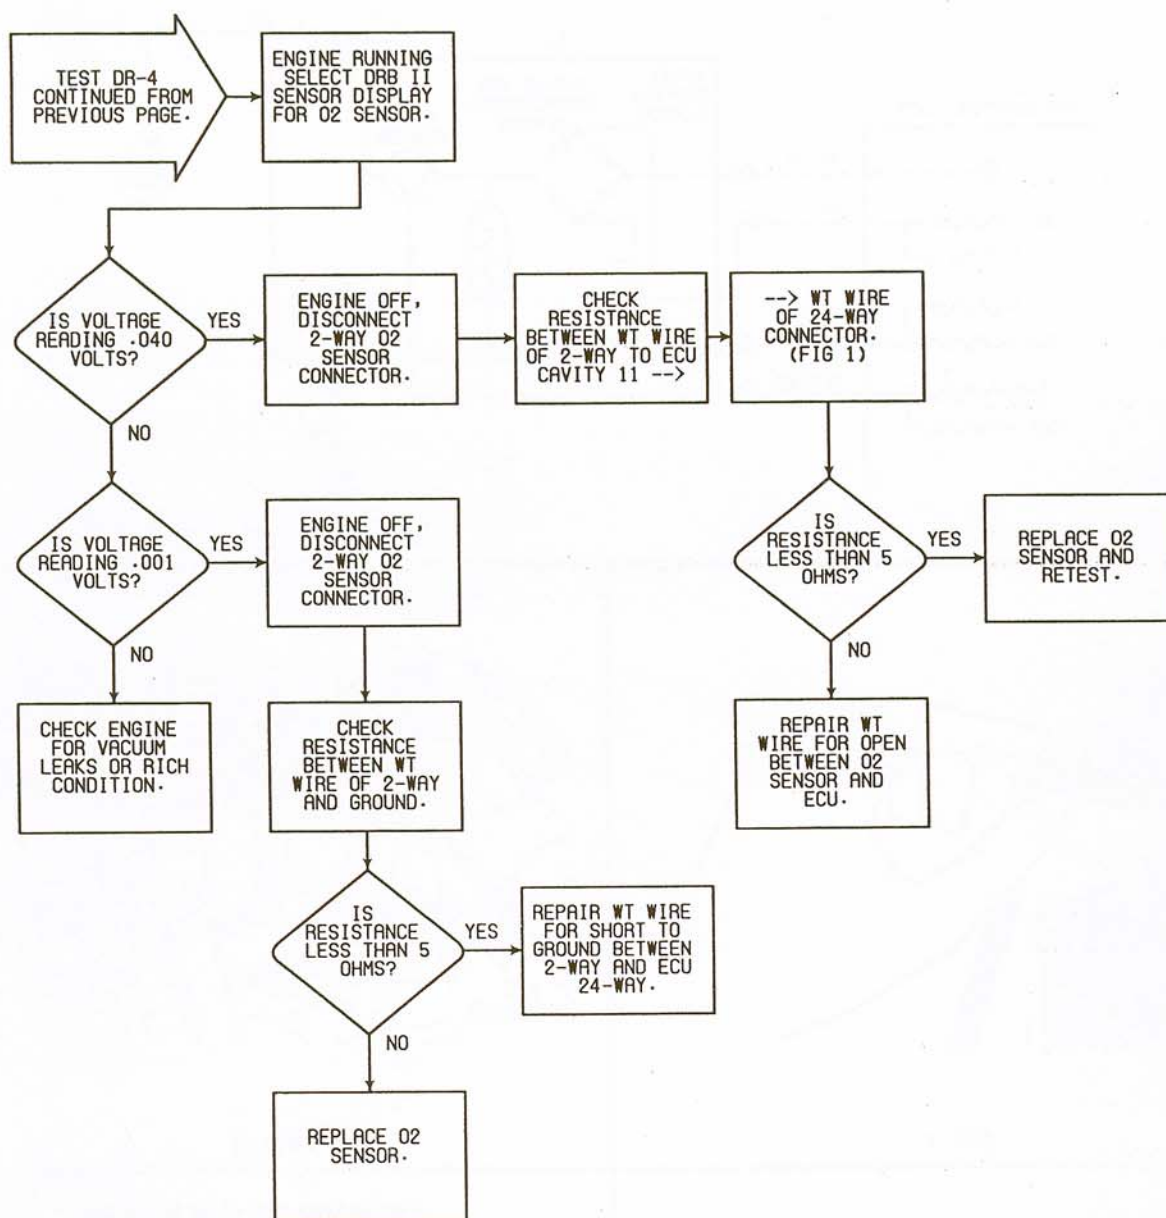 TEST DR-4
CONTINUED FROM
PREVIOUS PAGE.
ENGINE RUNNING
SELECT DRB II
SENSOR DISPLAY
FOR O2 SENSOR.
IS VOLTAGE
READING .040
VOLTS?
YES
NO
ENGINE OFF,
DISCONNECT
2-WAY O2
SENSOR
CONNECTOR.
CHECK
RESISTANCE
BETWEEN WT WIRE
OF 2-WAY TO ECU
CAVITY 11 -->
--> WT WIRE
OF 24-WAY
CONNECTOR.
(FIG 1)
IS
RESISTANCE
LESS THAN 5
OHMS?
YES
NO
REPLACE O2
SENSOR AND
RETEST.
REPAIR WT
WIRE FOR OPEN
BETWEEN O2
SENSOR AND
ECU.
IS VOLTAGE
READING .001
VOLTS?
YES
NO
ENGINE OFF,
DISCONNECT
2-WAY O2
SENSOR
CONNECTOR.
CHECK ENGINE
FOR VACUUM
LEAKS OR RICH
CONDITION.
CHECK
RESISTANCE
BETWEEN WT
WIRE OF 2-WAY
AND GROUND.
IS
RESISTANCE
LESS THAN 5
OHMS?
YES
NO
REPAIR WT WIRE
FOR SHORT TO
GROUND BETWEEN
2-WAY AND ECU
24-WAY.
REPLACE O2
SENSOR.